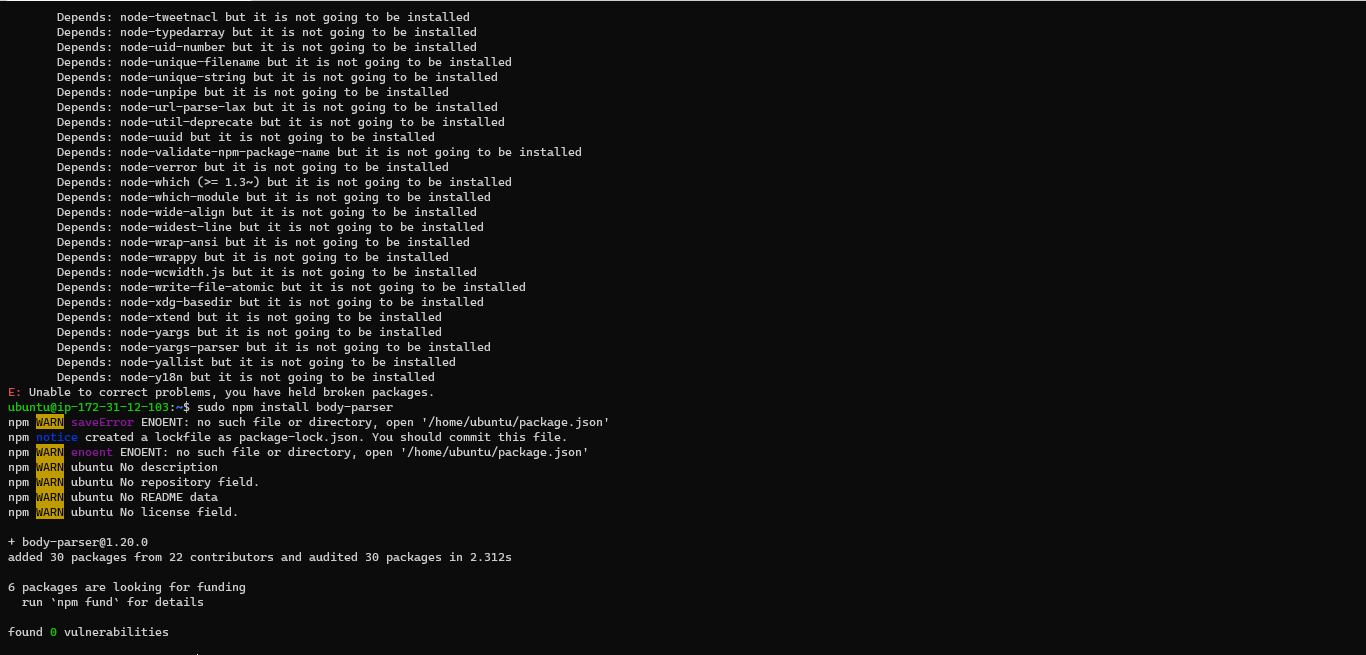 Depends: node-tweetnacl but it is not going to be installed
Depends: node-typedarray but it is not going to be installed
Depends: node-uid-number but it is not going to be installed
Depends: node-unique-filename but it is not going to be installed
Depends: node-unique-string but it is not going to be installed
Depends: node-unpipe but it is not going to be installed
Depends: node-url-parse-lax but it is not going to be installed
Depends: node-util-deprecate but it is not going to be installed
Depends: node-uuid but it is not going to be installed
Depends: node-validate-npm-package-name but it is not going to be installed
Depends: node-verror but it is not going to be installed
Depends: node-which (>= 1.3~) but it is not going to be installed
Depends: node-which-module but it is not going to be installed
Depends: node-wide-align but it is not going to be installed
Depends: node-widest-line but it is not going to be installed
Depends: node-wrap-ansi but it is not going to be installed
Depends: node-wrappy but it is not going to be installed
Depends: node-wcwidth.js but it is not going to be installed
Depends: node-write-file-atomic but it is not going to be installed
Depends: node-xdg-basedir but it is not going to be installed
Depends: node-xtend but it is not going to be installed
Depends: node-yargs but it is not going to be installed
Depends: node-yargs-parser but it is not going to be installed
Depends: node-yallist but it is not going to be installed
Depends: node-y18n but it is not going to be installed
E: Unable to correct problems, you have held broken packages.
ubuntu@ip-172-31-12-103:~$ sudo npm install body-parser
npm WARN saveError ENOENT: no such file or directory, open '/home/ubuntu/package.json'
npm notice created a lockfile as package-lock.json. You should commit this file.
npm WARN enoent ENOENT: no such file or directory, open '/home/ubuntu/package.json'
npm WARN ubuntu No description
npm WARN ubuntu No repository field.
npm WARN ubuntu No README data
npm WARN ubuntu No license field.
+ body-parser@1.20.0
added 30 packages from 22 contributors and audited 30 packages in 2.312s
6 packages are looking for funding
run `npm fund` for details
found 0 vulnerabilities